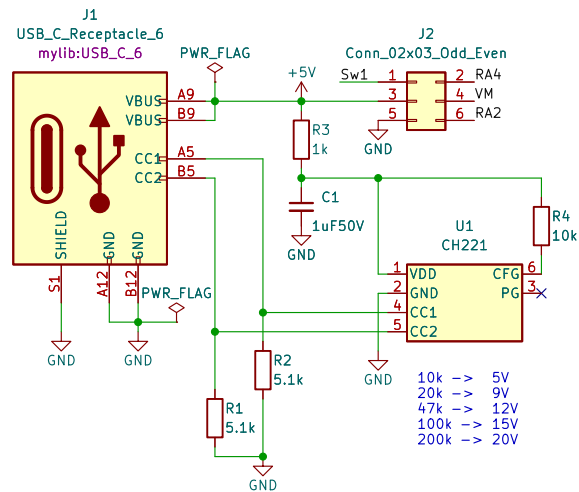 J1
USB_C_Receptacle_6
mylib:USB_C_6
VBUS A9
VBUS B9
CC1 A5
CC2 B5
SHIELD
GND
GND
S1
A12
B12
PWR_FLAG
PWR_FLAG
GND
GND
+5V
R3
1k
C1
1uF50V
GND
J2
Conn_02x03_Odd_Even
Sw1 1 2 RA4
3 4 VM
5 6 RA2
GND
R4
10k
U1
CH221
1 VDD CFG 6
2 GND PG 3
4 CC1
5 CC2
GND
R2
5.1k
R1
5.1k
GND
10k -> 5V
20k -> 9V
47k -> 12V
100k -> 15V
200k -> 20V